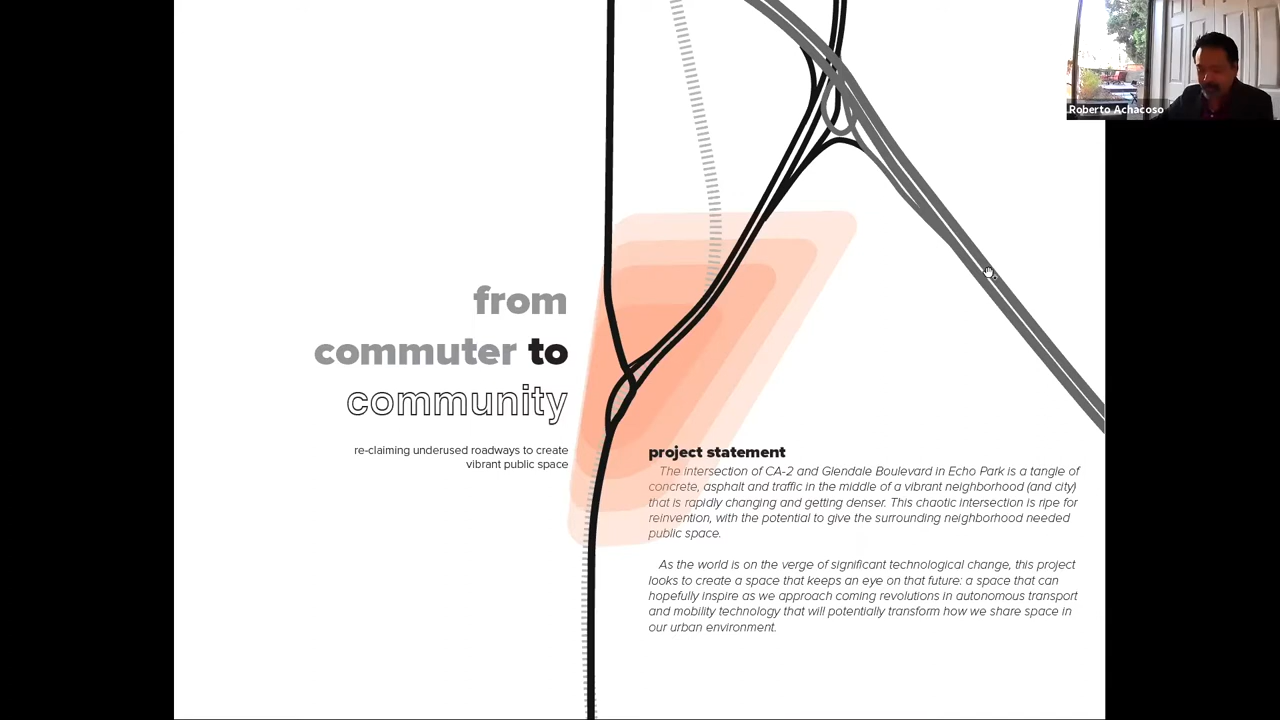 Roberto Achacoso
from
commuter to
community
re-claiming underused roadways to create
vibrant public space
project statement
The intersection of CA-2 and Glendale Boulevard in Echo Park is a tangle of
concrete, asphalt and traffic in the middle of a vibrant neighborhood (and city)
that is rapidly changing and getting denser. This chaotic intersection is ripe for
reinvention, with the potential to give the surrounding neighborhood needed
public space.
As the world is on the verge of significant technological change, this project
looks to create a space that keeps an eye on that future: a space that can
hopefully inspire as we approach coming revolutions in autonomous transport
and mobility technology that will potentially transform how we share space in
our urban environment.